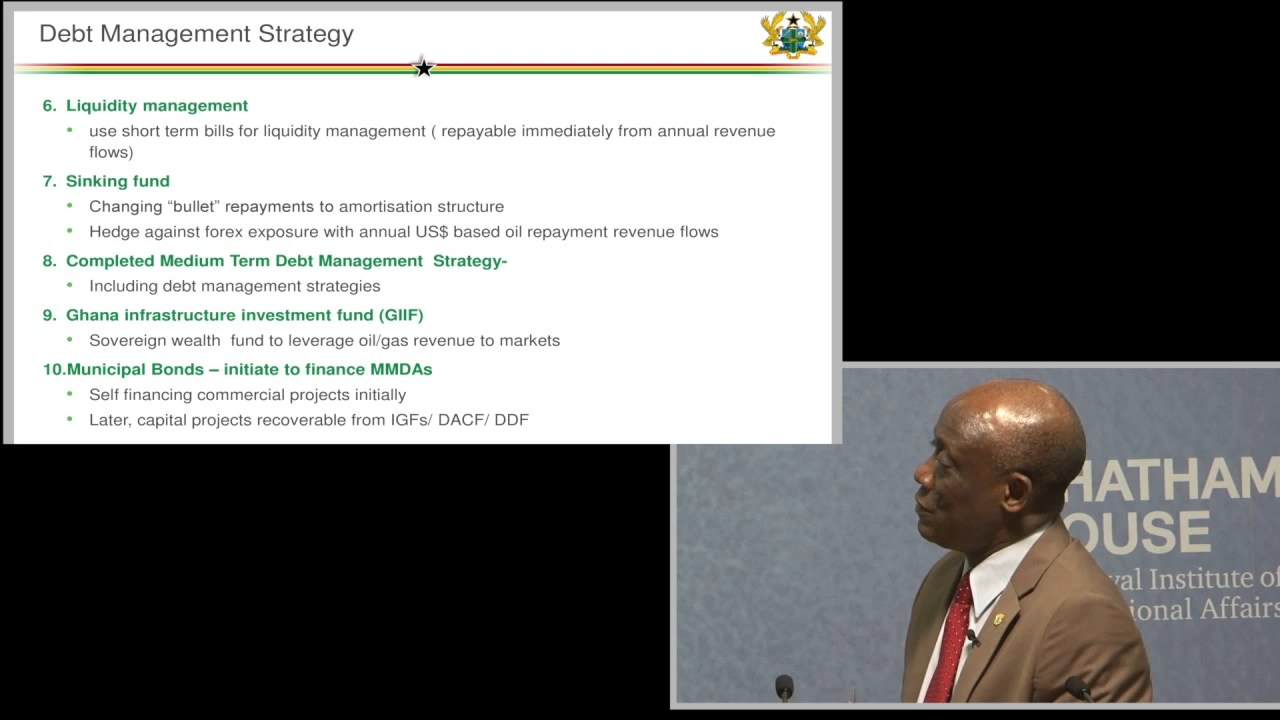 Debt Management Strategy
6. Liquidity management
• use short term bills for liquidity management ( repayable immediately from annual revenue
flows)
7. Sinking fund
• Changing “bullet” repayments to amortisation structure
• Hedge against forex exposure with annual US$ based oil repayment revenue flows
8. Completed Medium Term Debt Management Strategy-
• Including debt management strategies
9. Ghana infrastructure investment fund (GIIF)
• Sovereign wealth fund to leverage oil/gas revenue to markets
10.Municipal Bonds – initiate to finance MMDAs
• Self financing commercial projects initially
• Later, capital projects recoverable from IGFs/ DACF/ DDF
HATHAM
OUSE
yal Institute of
ional Affairs